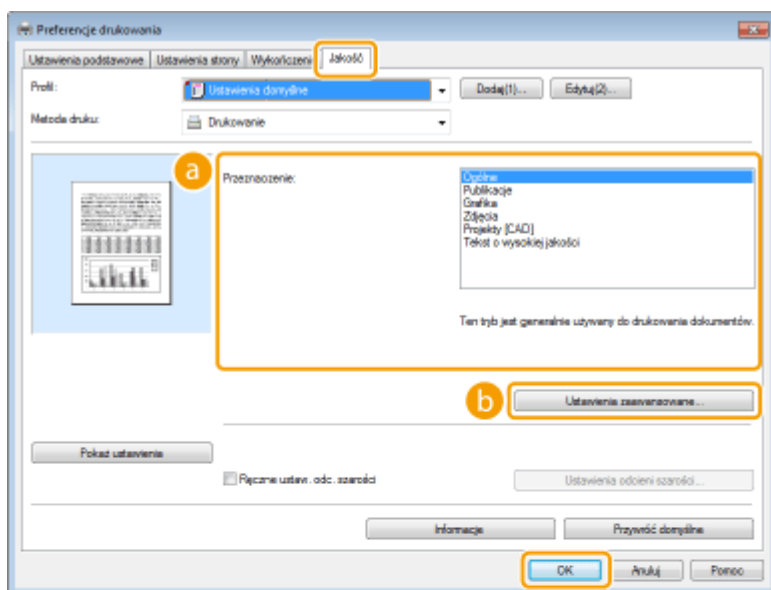 Preferencje drukowania
Ustawienia podstawowe Ustawienia strony Wykończeni Jakość
Profil: Ustawienia domyślne Dodaj(1)... Edytuj(2)...
Metoda druku: Drukowanie
a
Przeznaczenie: Ogólne
Publikacje
Grafika
Zdjęcia
Projekty [CAD]
Tekst o wysokiej jakości
Ten tryb jest generalnie używany do drukowania dokumentów.
b Ustawienia zaawansowane...
Pokaż ustawienia
Ręczne ustaw. odc. szarości Ustawienia odcieni szarości...
Informacje Przywróć domyślne
OK Anuluj Pomoc